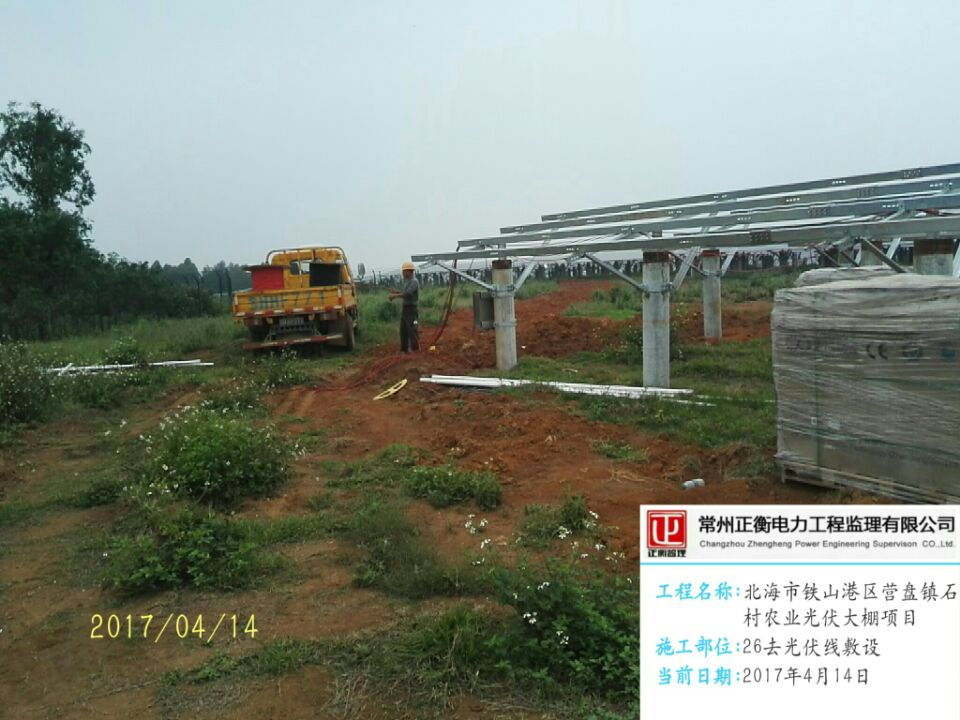 常州正衡电力工程监理有限公司
Changzhou Zhengheng Power Engineering Supervison CO.,Ltd.
正衡管理
工程名称:北海市铁山港区营盘镇石
村农业光伏大棚项目
施工部位:26去光伏线敷设
当前日期:2017年4月14日
2017/04/14